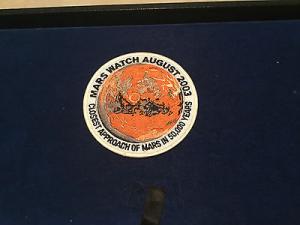 MARS WATCH AUGUST 2003
CLOSEST APPROACH OF MARS IN 50,000 YEARS